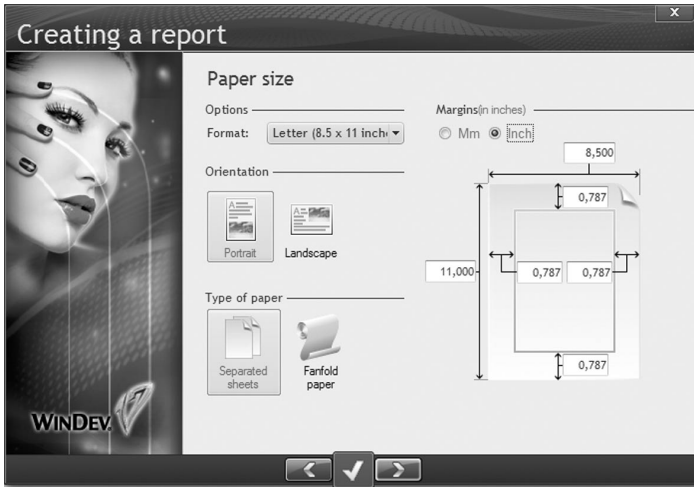 X
Creating a report
Paper size
Options
Format:
Letter (8.5 x 11 inch
Margins(in inches)
Mm
Inch
8,500
0,787
11,000
0,787
0,787
0,787
Orientation
A
A
Portrait
Landscape
Type of paper
Separated
sheets
Fanfold
paper
WINDEV.